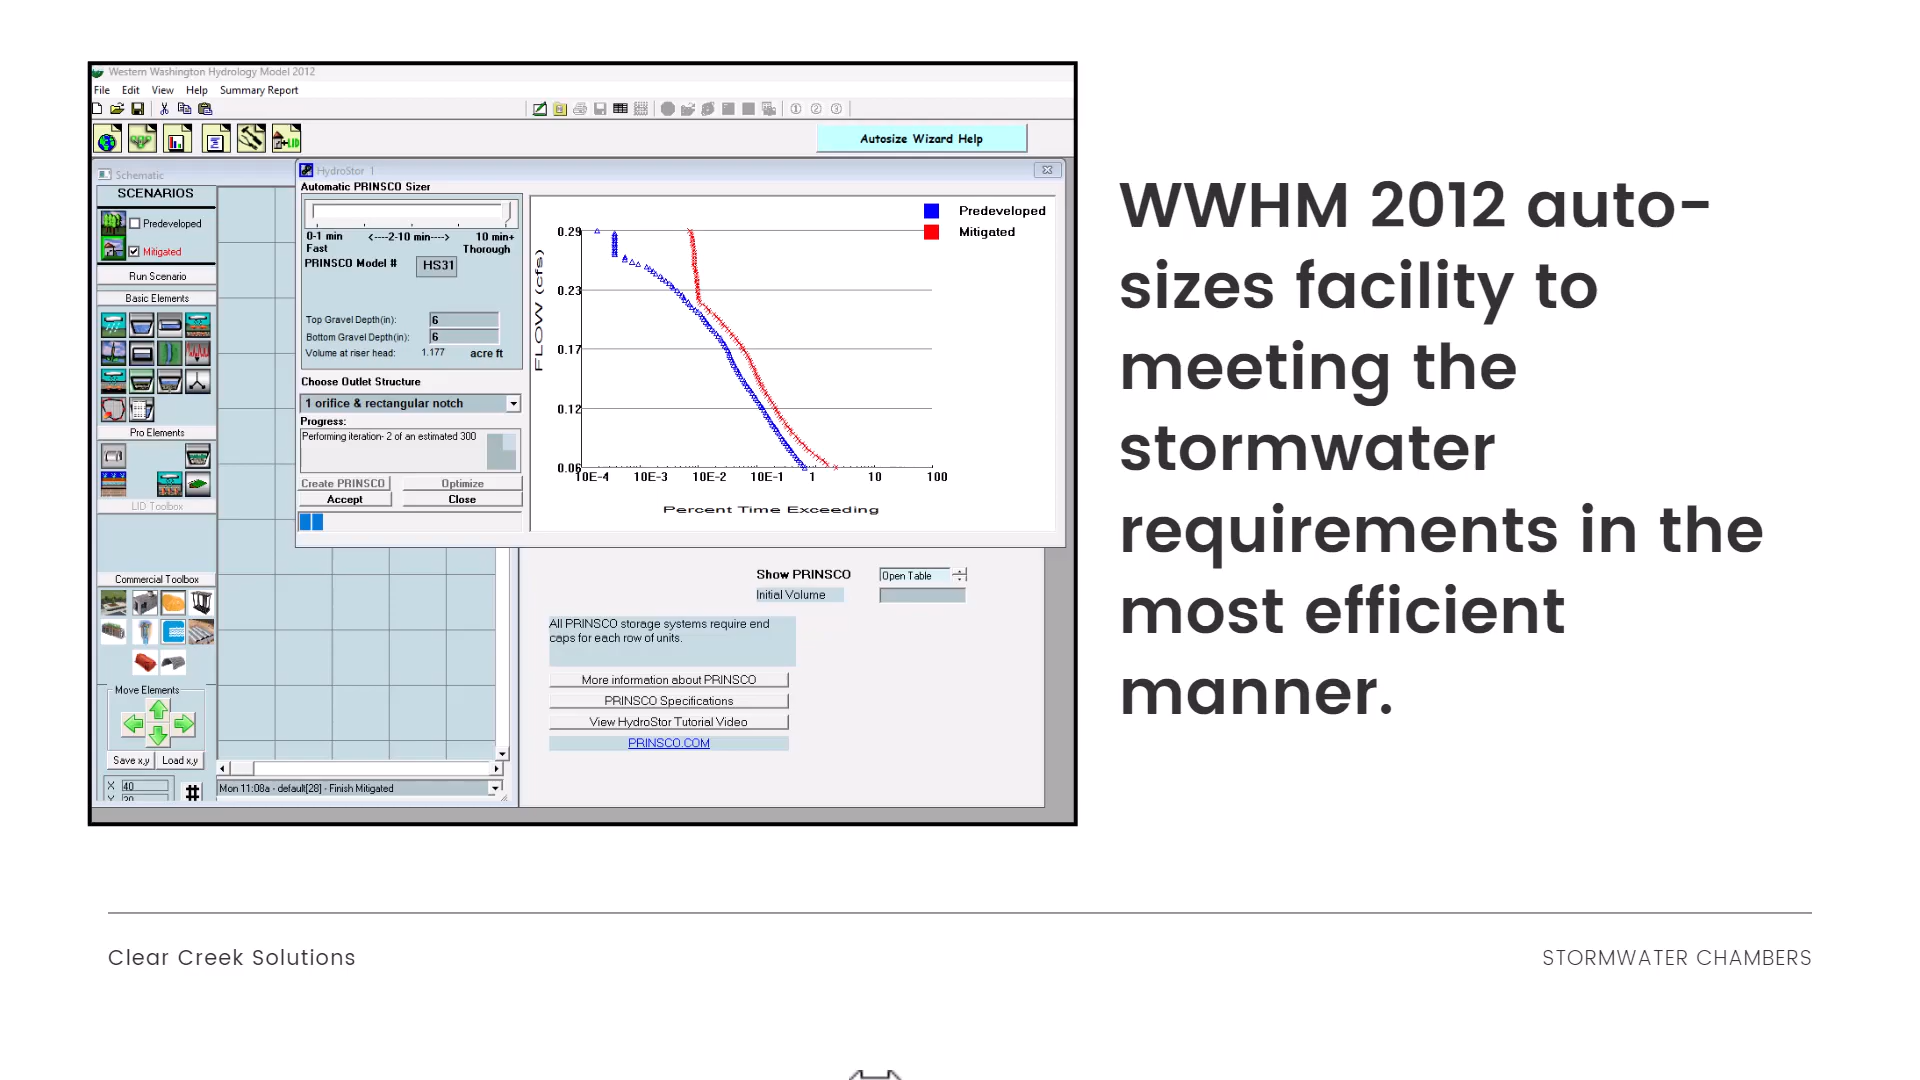 Western Washington Hydrology Model 2012
File Edit View Help Summary Report
Autosize Wizard Help
Schematic
SCENARIOS
Predeveloped
Mitigated
Run Scenario
Basic Elements
Pro Elements
LID Toolbox
Commercial Toolbox
Move Elements
Save x,y Load x,y
X 40
Y 20
#
Mon 11:08a - default[28] - Finish Mitigated
HydroStor 1
Automatic PRINSCO Sizer
0-1 min <----2-10 min----> 10 min+
Fast Thorough
PRINSCO Model # HS31
Top Gravel Depth(in): 6
Bottom Gravel Depth(in): 6
Volume at riser head: 1.177 acre ft
Choose Outlet Structure
1 orifice & rectangular notch
Progress:
Performing iteration- 2 of an estimated 300
Create PRINSCO Optimize
Accept Close
Predeveloped
Mitigated
FLOW (cfs)
0.29
0.23
0.17
0.12
0.06
10E-4 10E-3 10E-2 10E-1 1 10 100
Percent Time Exceeding
Show PRINSCO Open Table
Initial Volume
All PRINSCO storage systems require end
caps for each row of units.
More information about PRINSCO
PRINSCO Specifications
View HydroStor Tutorial Video
PRINSCO.COM
WWHM 2012 auto-
sizes facility to
meeting the
stormwater
requirements in the
most efficient
manner.
Clear Creek Solutions
STORMWATER CHAMBERS